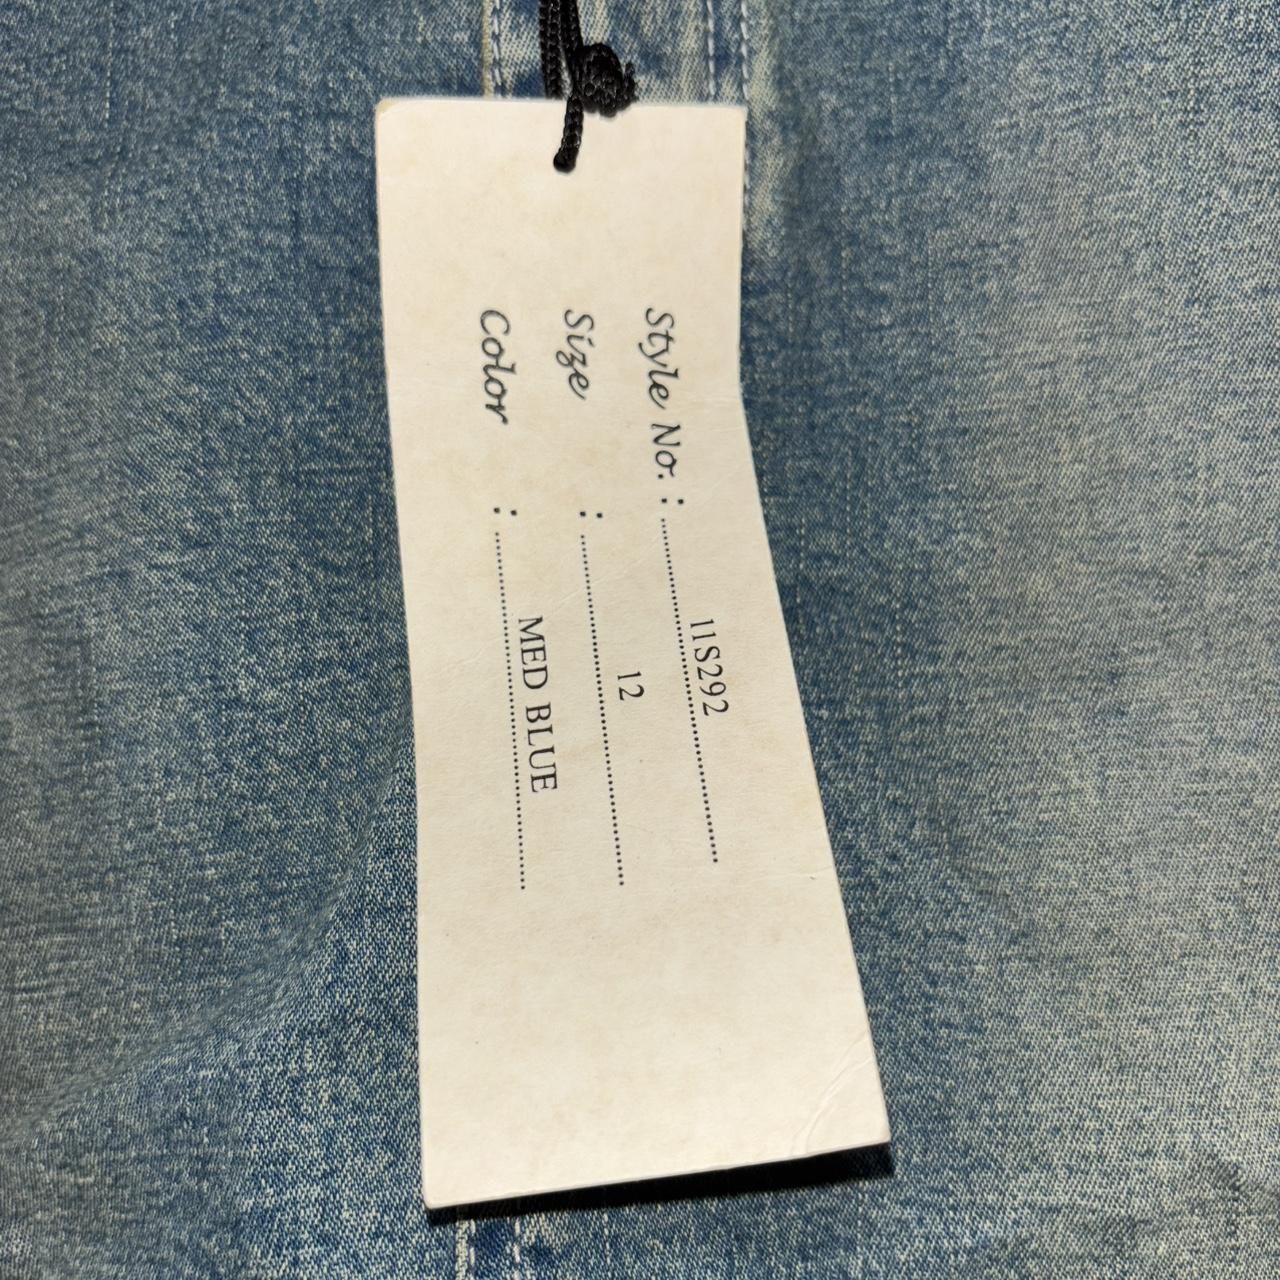 Style No. : 11S292
Size : 12
Color : MED BLUE